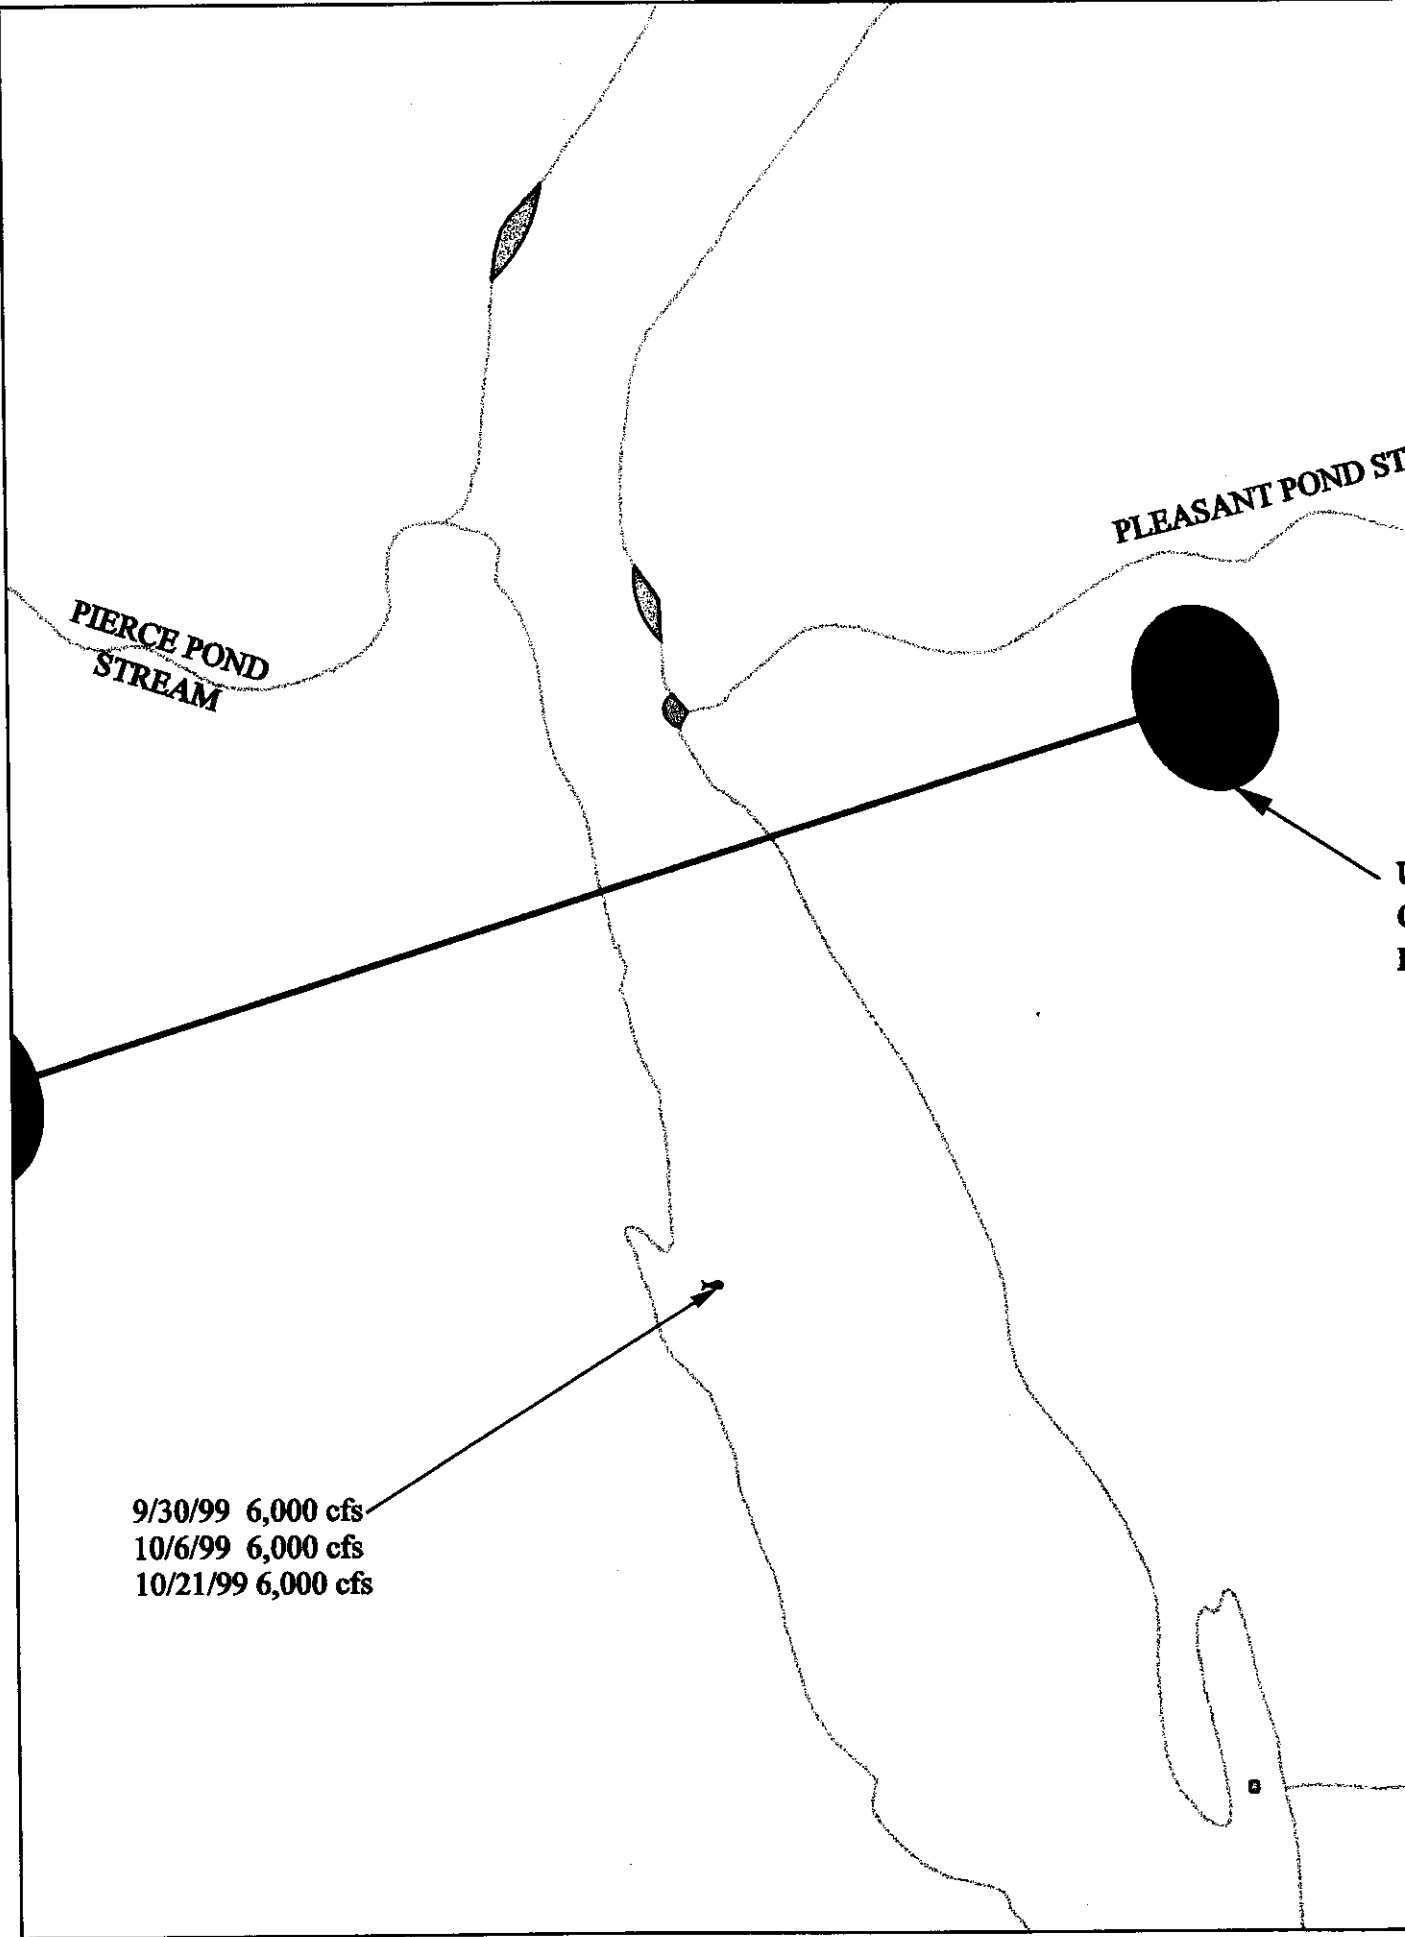 PLEASANT POND ST
PIERCE POND
STREAM
9/30/99 6,000 cfs
10/6/99 6,000 cfs
10/21/99 6,000 cfs